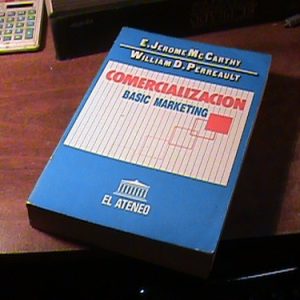 E. JEROME MCCARTHY
WILLIAM D. PERREAULT
COMERCIALIZACION
BASIC MARKETING
EL ATENEO